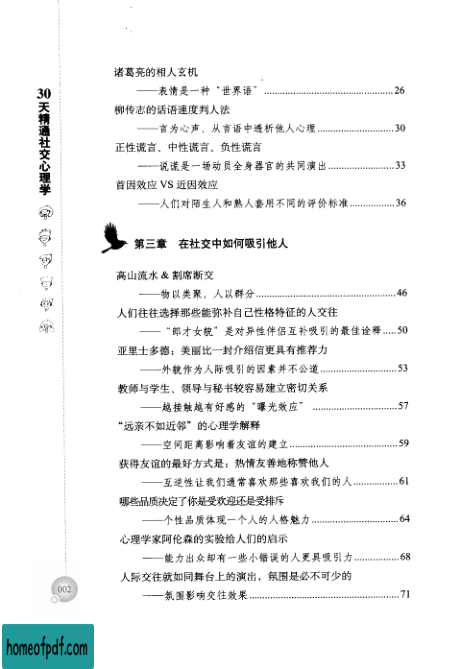 30天精通社交心理学
诸葛亮的相人玄机
——表情是一种“世界语” ……26
柳传志的话语速度判人法
——言为心声，从言语中透析他人心理……30
正性谎言、中性谎言、负性谎言
——说谎是一场动员全身器官的共同演出……33
首因效应 VS 近因效应
——人们对陌生人和熟人套用不同的评价标准……36
第三章 在社交中如何吸引他人
高山流水 & 割席断交
——物以类聚，人以群分……46
人们往往选择那些能弥补自己性格特征的人交往
——“郎才女貌”是对异性伴侣互补吸引的最佳诠释……50
亚里士多德：美丽比一封介绍信更具有推荐力
——外貌作为人际吸引的因素并不公道……53
教师与学生、领导与秘书较容易建立密切关系
——越接触越有好感的“曝光效应” ……57
“远亲不如近邻”的心理学解释
——空间距离影响着友谊的建立……59
获得友谊的最好方式是：热情友善地称赞他人
——互逆性让我们通常喜欢那些喜欢我们的人……61
哪些品质决定了你是受欢迎还是受排斥
——个性品质体现一个人的人格魅力……64
心理学家阿伦森的实验给人们的启示
——能力出众却有一些小错误的人更具吸引力……68
人际交往就如同舞台上的演出，氛围是必不可少的
——氛围影响交往效果……71
002
homeofpdf.com